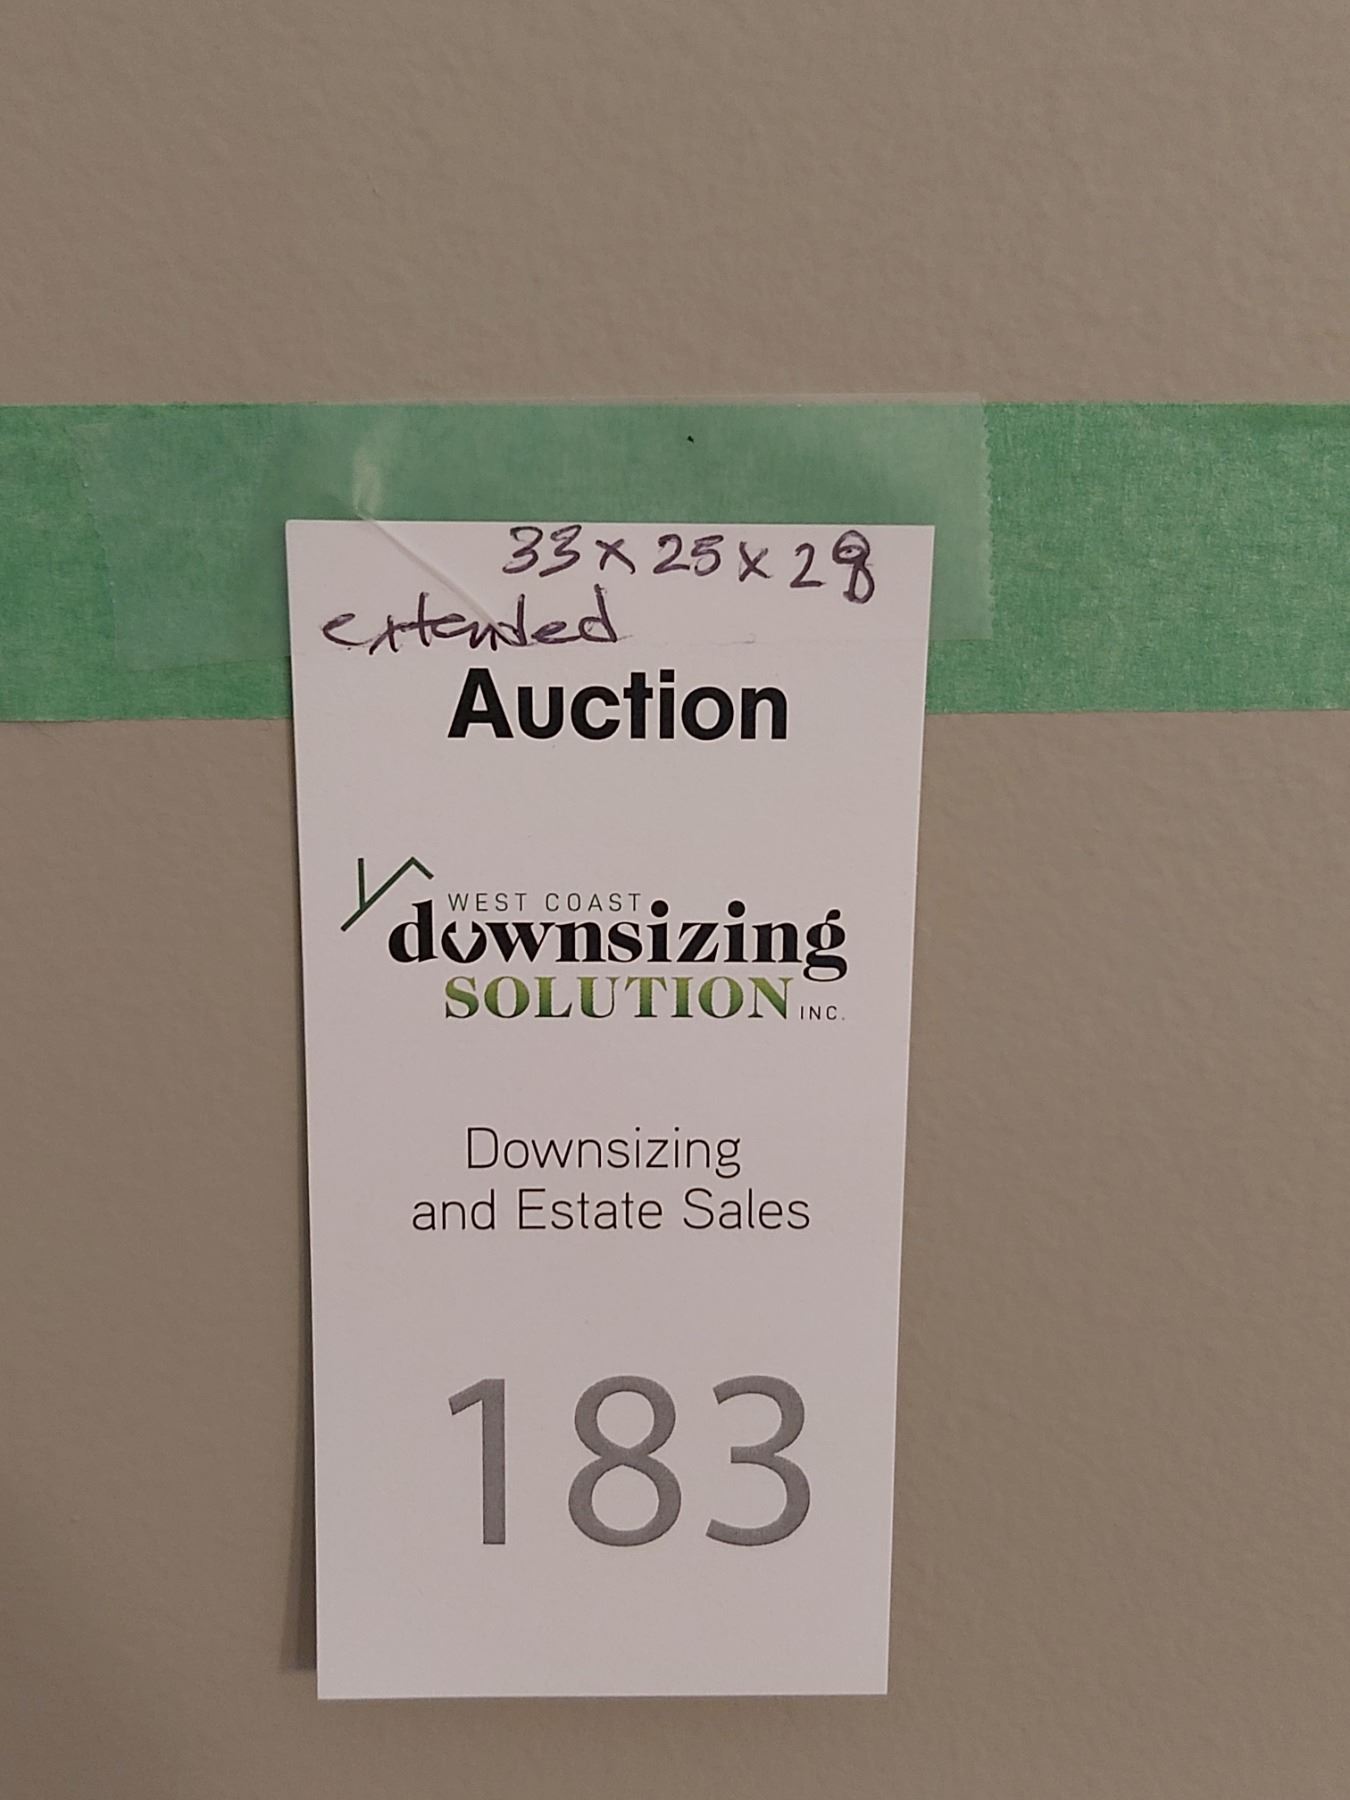 33 x 25 x 28
extended
Auction
WEST COAST
downsizing
SOLUTION INC.
Downsizing
and Estate Sales
183